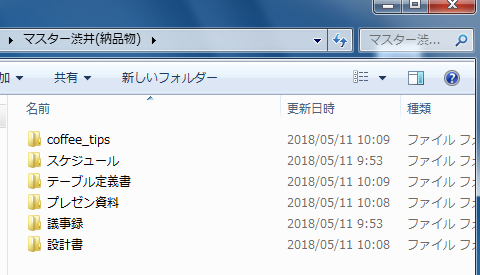 マスター渋井(納品物)
マスター渋...
加 共有 新しいフォルダー
名前 更新日時 種類
coffee_tips 2018/05/11 10:09 ファイル フォ
スケジュール 2018/05/11 9:53 ファイル フォ
テーブル定義書 2018/05/11 10:09 ファイル フォ
プレゼン資料 2018/05/11 10:08 ファイル フォ
議事録 2018/05/11 9:53 ファイル フォ
設計書 2018/05/11 10:08 ファイル フォ